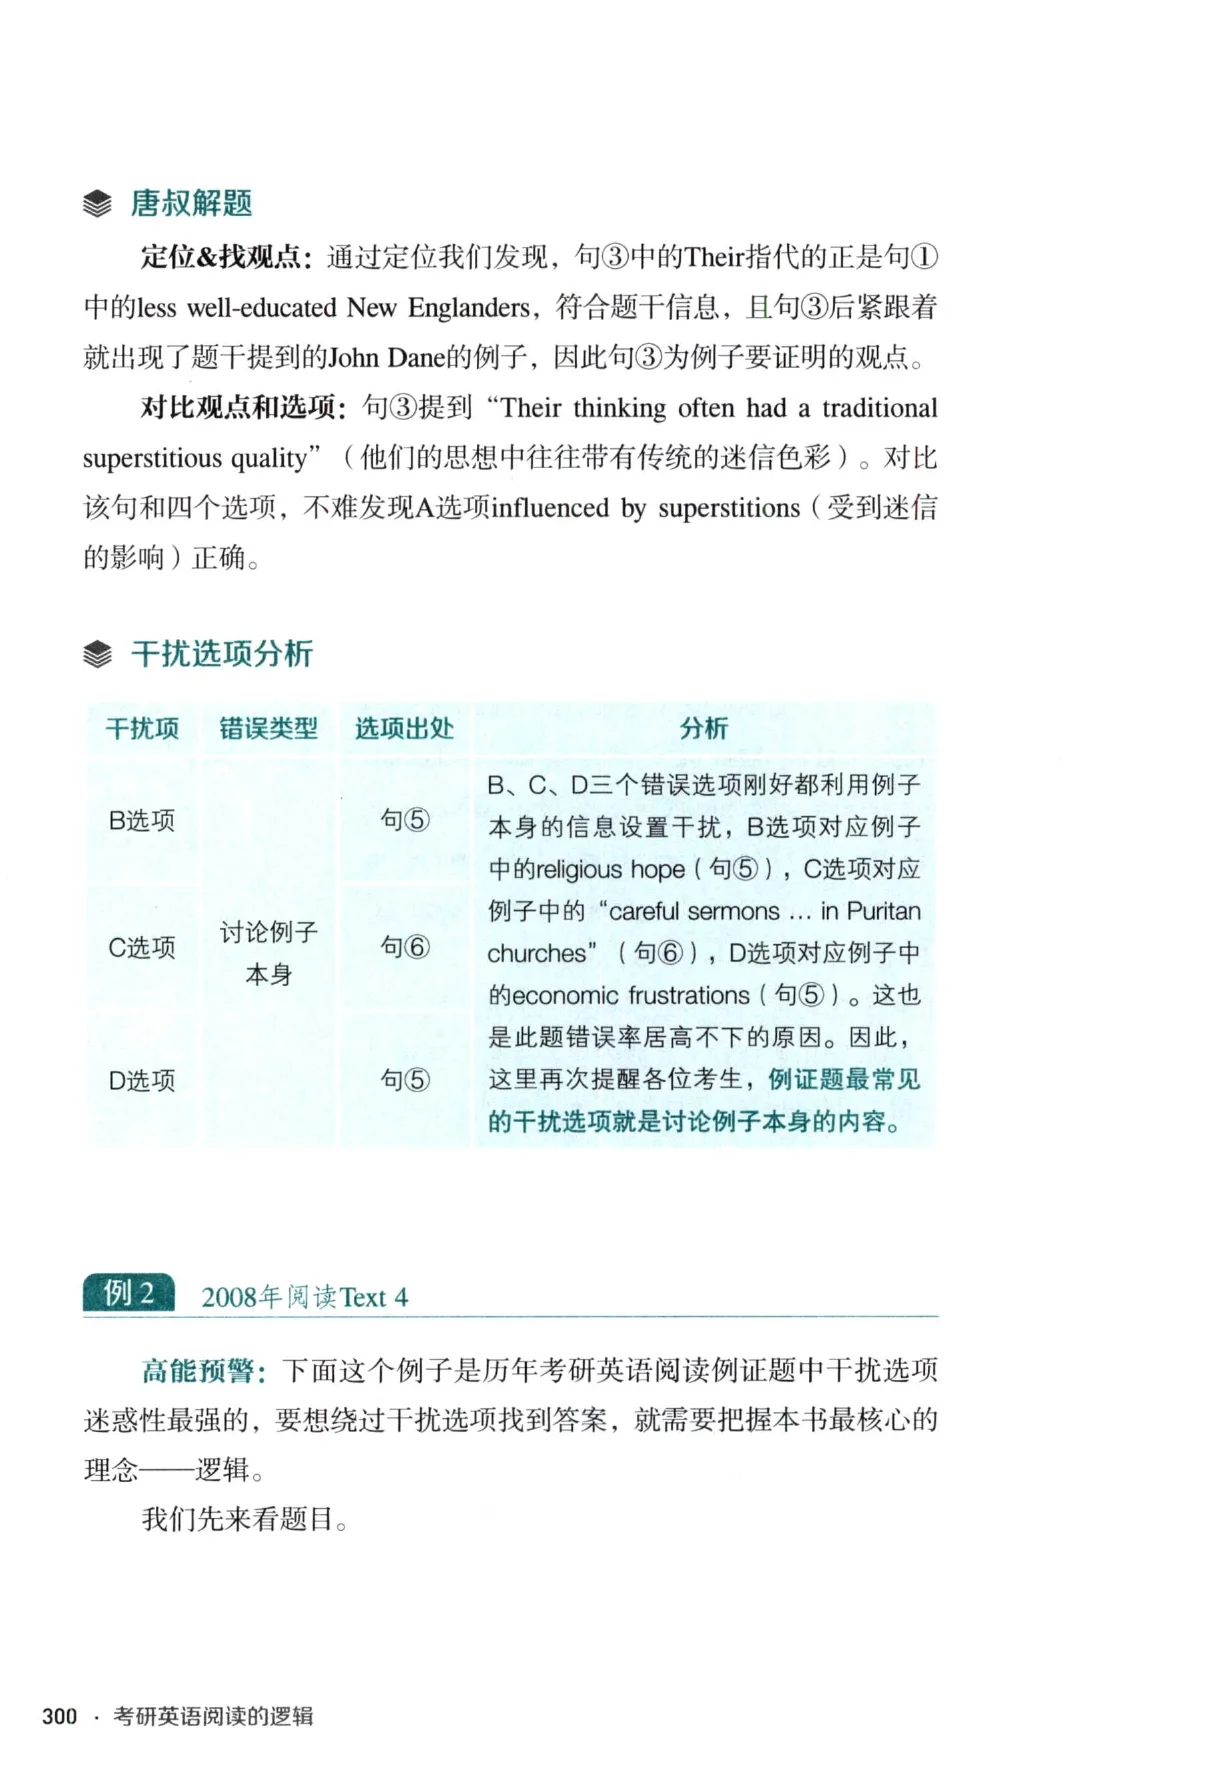 唐叔解题
定位&找观点：通过定位我们发现，句③中的Their指代的正是句①
中的less well-educated New Englanders，符合题干信息，且句③后紧跟着
就出现了题干提到的John Dane的例子，因此句③为例子要证明的观点。
对比观点和选项：句③提到“Their thinking often had a traditional
superstitious quality”（他们的思想中往往带有传统的迷信色彩）。对比
该句和四个选项，不难发现A选项influenced by superstitions（受到迷信
的影响）正确。
干扰选项分析
干扰项 错误类型 选项出处 分析
B选项
讨论例子
本身
句⑤
B、C、D三个错误选项刚好都利用例子
本身的信息设置干扰，B选项对应例子
中的religious hope（句⑤），C选项对应
例子中的“careful sermons ... in Puritan
churches”（句⑥），D选项对应例子中
的economic frustrations（句⑤）。这也
是此题错误率居高不下的原因。因此，
这里再次提醒各位考生，例证题最常见
的干扰选项就是讨论例子本身的内容。
C选项
句⑥
D选项
句⑤
例2 2008年阅读Text 4
高能预警：下面这个例子是历年考研英语阅读例证题中干扰选项
迷惑性最强的，要想绕过干扰选项找到答案，就需要把握本书最核心的
理念——逻辑。
我们先来看题目。
300 · 考研英语阅读的逻辑